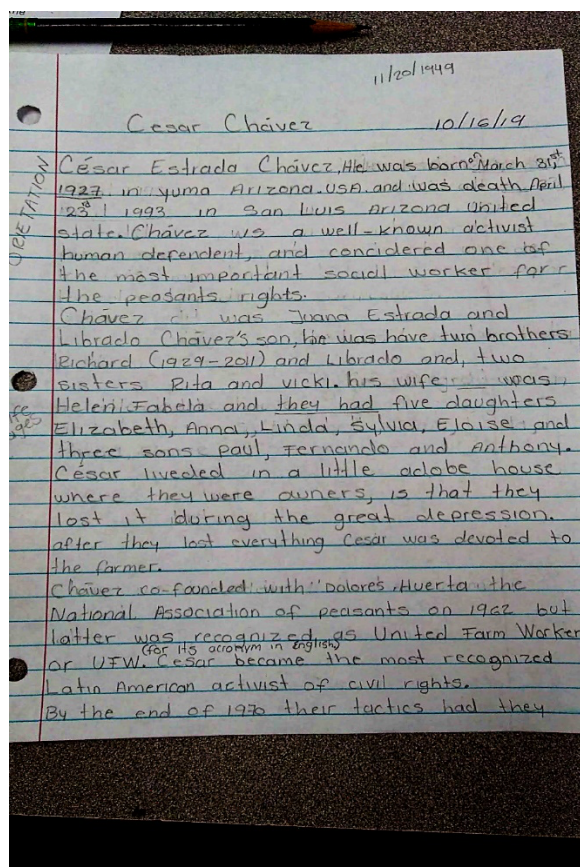 11/20/1949
Cesar Chávez 10/16/19
ORIETATION
César Estrada Chávez, He was born March 31,st
1927 in yuma Arizona.USA. and was death April
23rd 1993 in San Luis Arizona United
state. Chávez ws a well-known activist
human defendent, and concidered one of
the most important sociall worker for
the peasants rights.
Chávez was Juana Estrada and
Librado Chávez's son, he was have two brothers
Richard (1929-2011) and Librado and, two
sisters Rita and vicki. his wife was
Helen Fabela and they had five daughters
Elizabeth, Anna, Linda, Sylvia, Eloise and
three sons Paul, Fernando and Anthony.
César liveded in a little adobe house
where they were owners, is that they
lost it during the great depression.
after they lost everything Cesar was devoted to
the farmer.
Chávez co-founded with Dolores Huerta the
National Association of peasants on 1962 but
latter was recognized as United Farm Worker
(for its acronym in English)
or UFW. Cesar became the most recognized
Latin American activist of civil rights.
By the end of 1970 their tactics had they